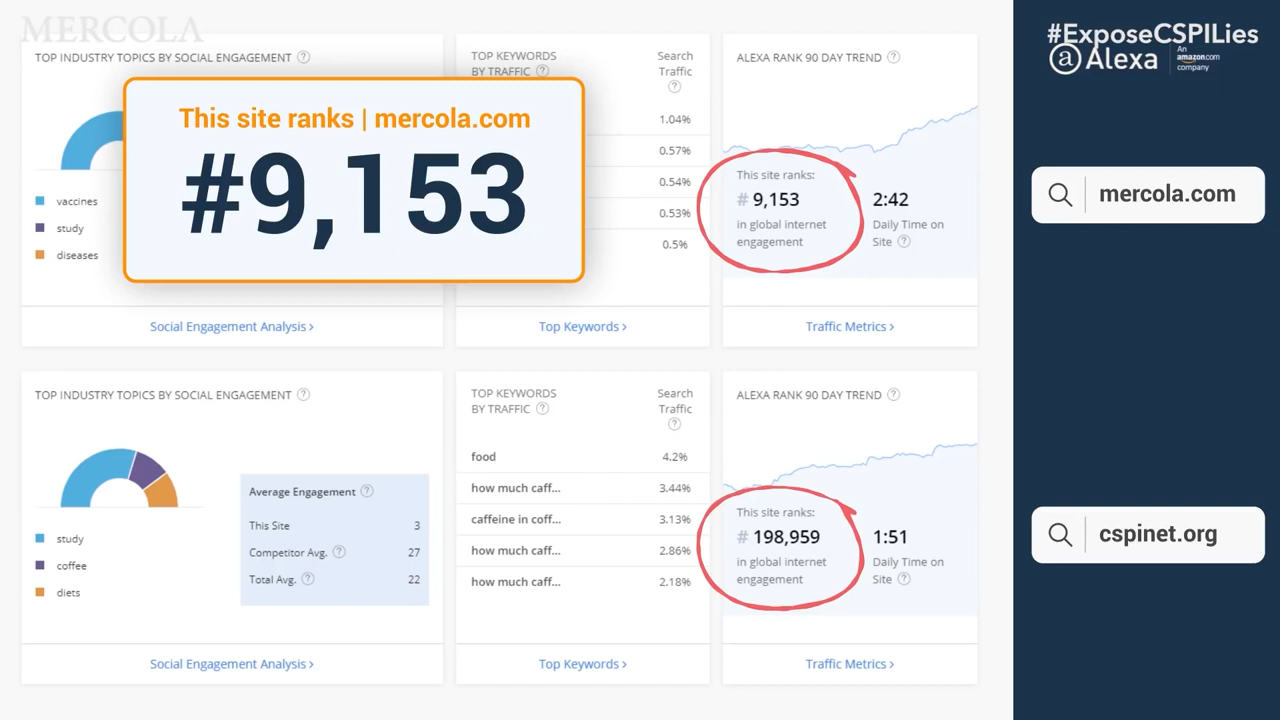 MERCOLA
TOP INDUSTRY TOPICS BY SOCIAL ENGAGEMENT ?
vaccines
study
diseases
Social Engagement Analysis >
This site ranks | mercola.com
#9,153
TOP KEYWORDS
BY TRAFFIC ?
Search
Traffic
?
1.04%
0.57%
0.54%
0.53%
0.5%
Top Keywords >
ALEXA RANK 90 DAY TREND ?
This site ranks:
# 9,153
in global internet
engagement
2:42
Daily Time on
Site ?
Traffic Metrics >
#ExposeCSPILies
@Alexa
An
amazon.com
company
mercola.com
TOP INDUSTRY TOPICS BY SOCIAL ENGAGEMENT ?
study
coffee
diets
Average Engagement ?
This Site 3
Competitor Avg. ? 27
Total Avg. ? 22
Social Engagement Analysis >
TOP KEYWORDS
BY TRAFFIC ?
Search
Traffic
?
food 4.2%
how much caff... 3.44%
caffeine in coff... 3.13%
how much caff... 2.86%
how much caff... 2.18%
Top Keywords >
ALEXA RANK 90 DAY TREND ?
This site ranks:
# 198,959
in global internet
engagement
1:51
Daily Time on
Site ?
Traffic Metrics >
cspinet.org